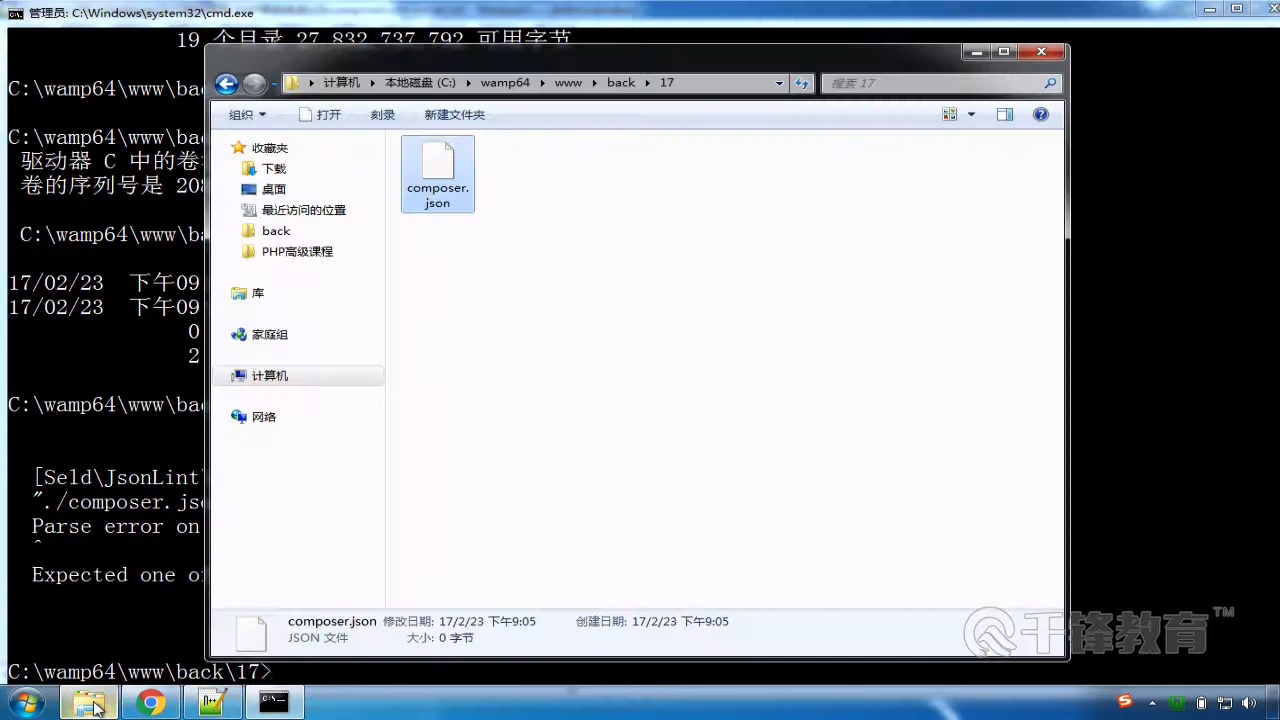 管理员: C:\Windows\system32\cmd.exe
19 个目录 27,832,737,792 可用字节
C:\wamp64\www\bac
C:\wamp64\www\bac
驱动器 C 中的卷
卷的序列号是 208
C:\wamp64\www\ba
17/02/23 下午09
17/02/23 下午09
0
2
C:\wamp64\www\bac
[Seld\JsonLint\
"./composer.jso
Parse error on
^
Expected one of
C:\wamp64\www\back\17>
计算机 本地磁盘 (C:) wamp64 www back 17
搜索 17
组织 打开 刻录 新建文件夹
收藏夹
下载
桌面
最近访问的位置
back
PHP高级课程
库
家庭组
计算机
网络
composer.
json
composer.json 修改日期: 17/2/23 下午9:05 创建日期: 17/2/23 下午9:05
JSON 文件 大小: 0 字节
千锋教育™